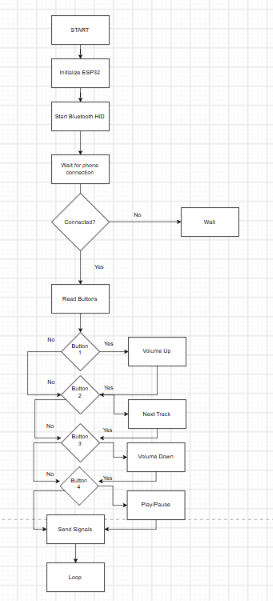 START
Initialize ESP32
Start Bluetooth HID
Wait for phone
connection
Connected?
No
Wait
Yes
Read Buttons
No
Button
1
Yes
Volume Up
No
Button
2
Yes
Next Track
No
Button
3
Yes
Volume Down
No
Button
4
Yes
Play/Pause
Send Signals
Loop